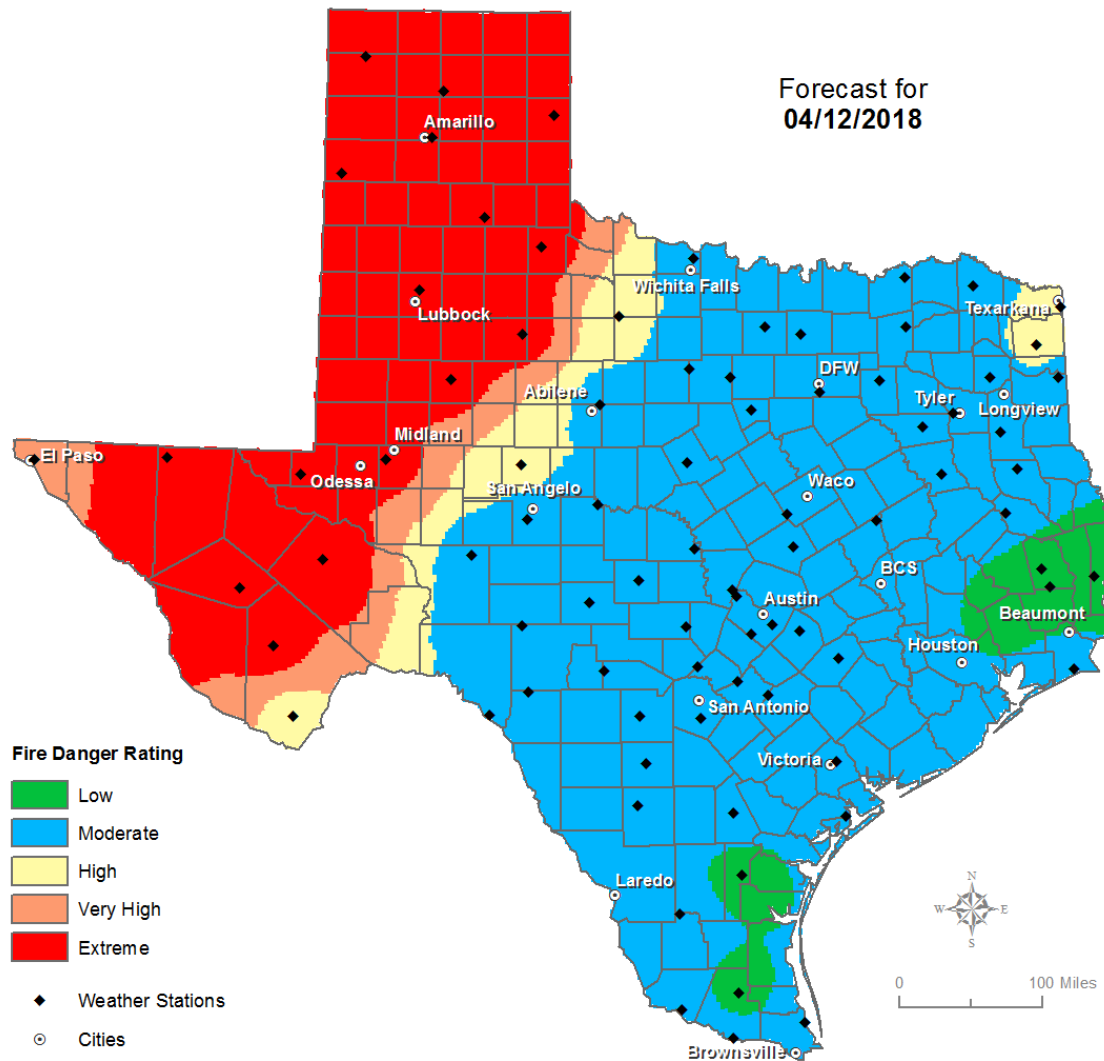 Forecast for
04/12/2018
Amarillo
Wichita Falls
Lubbock
Texarkana
DFW
Abilene
Tyler
Longview
Midland
El Paso
Odessa
San Angelo
Waco
BCS
Austin
Beaumont
Houston
San Antonio
Victoria
Laredo
Brownsville
Fire Danger Rating
Low
Moderate
High
Very High
Extreme
Weather Stations
Cities
N
W E
S
0 100 Miles